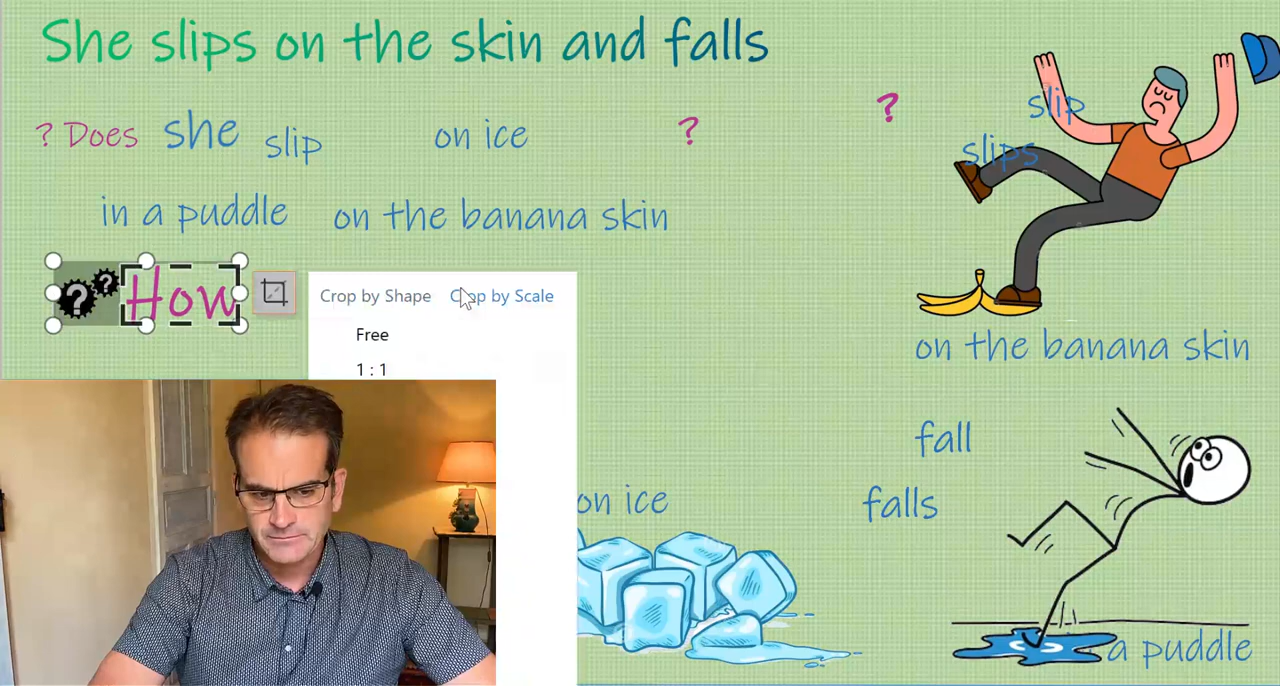 She slips on the skin and falls
? Does she slip on ice ? ?
slip
slips
in a puddle on the banana skin
? ? How
Crop by Shape Crop by Scale
Free
1 : 1
on the banana skin
fall
on ice
falls
a puddle